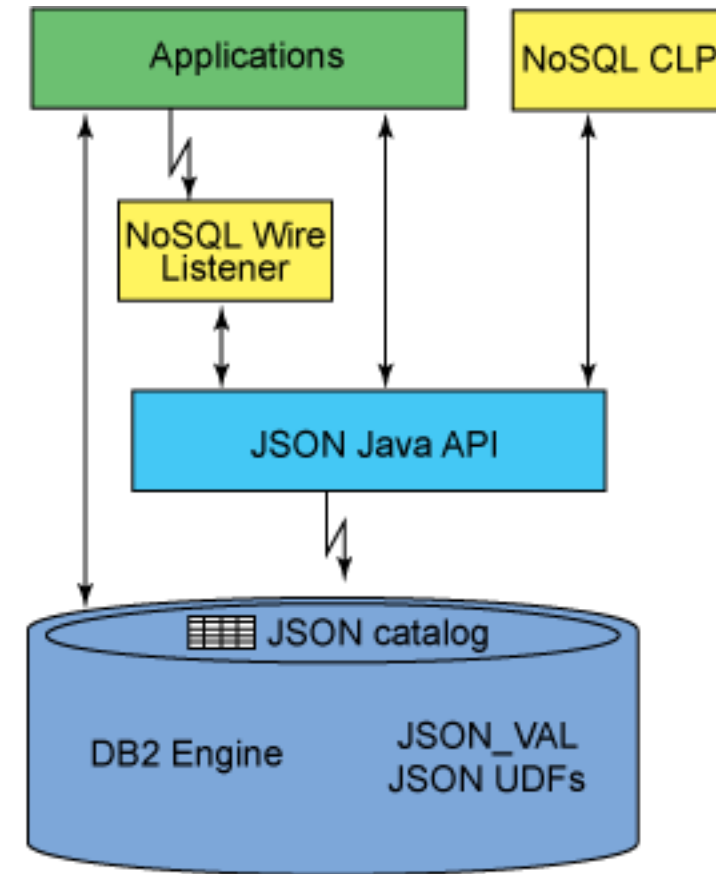 Applications
NoSQL CLP
NoSQL Wire
Listener
JSON Java API
JSON catalog
DB2 Engine
JSON_VAL
JSON UDFs